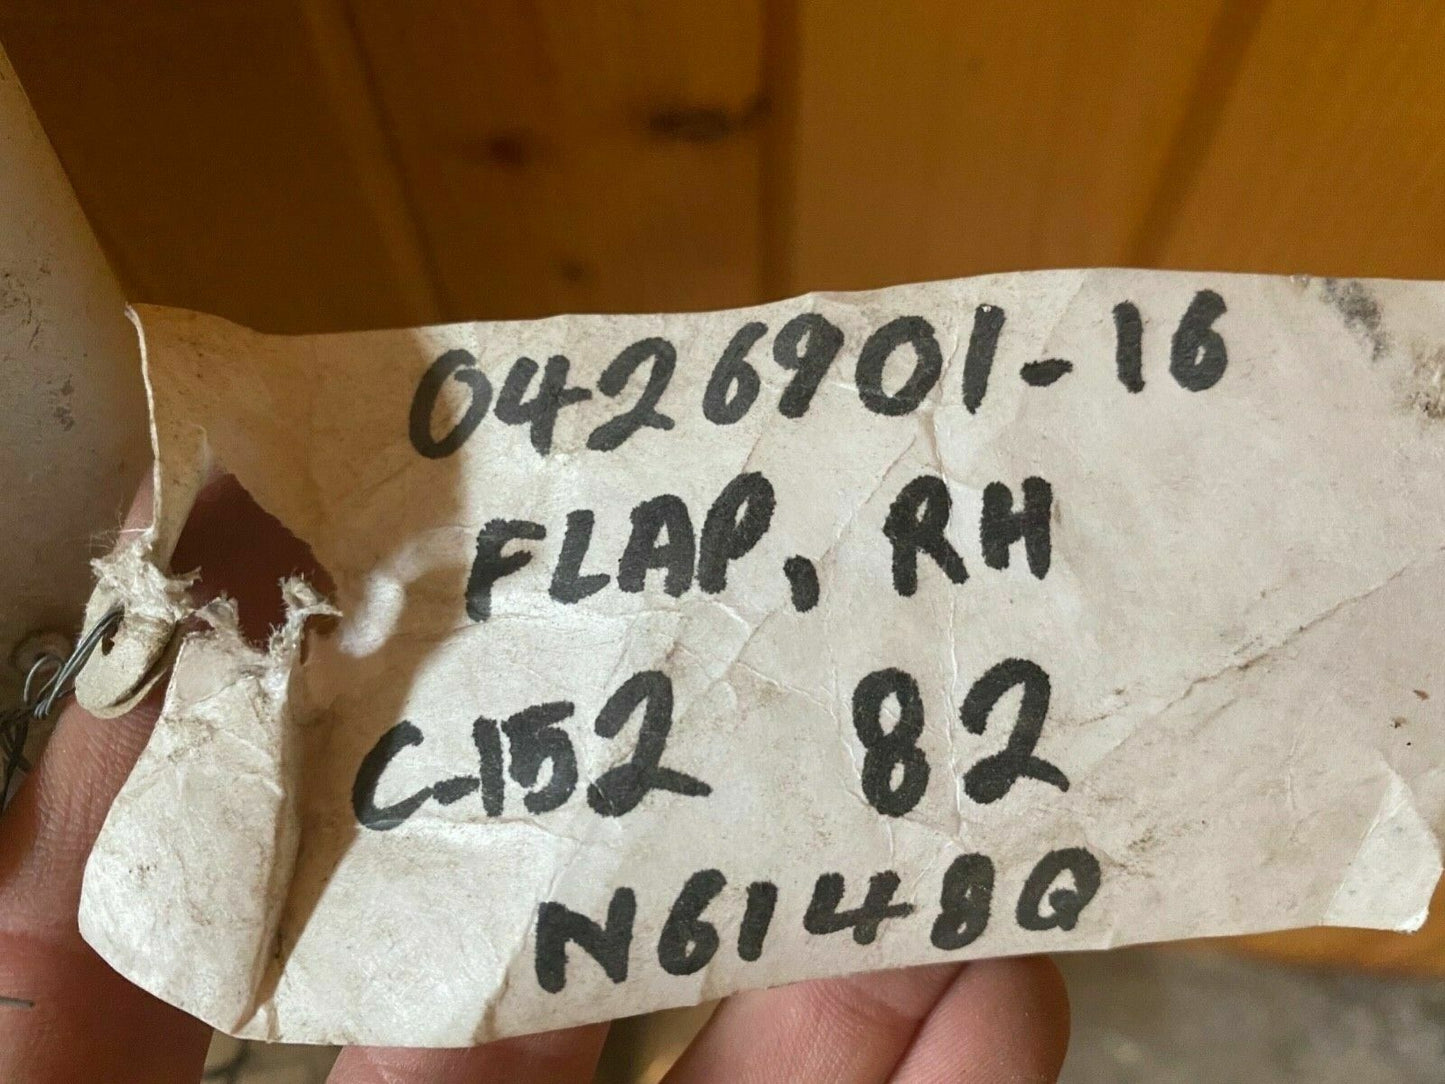 0426901-16
FLAP, RH
C-152 82
N6148Q